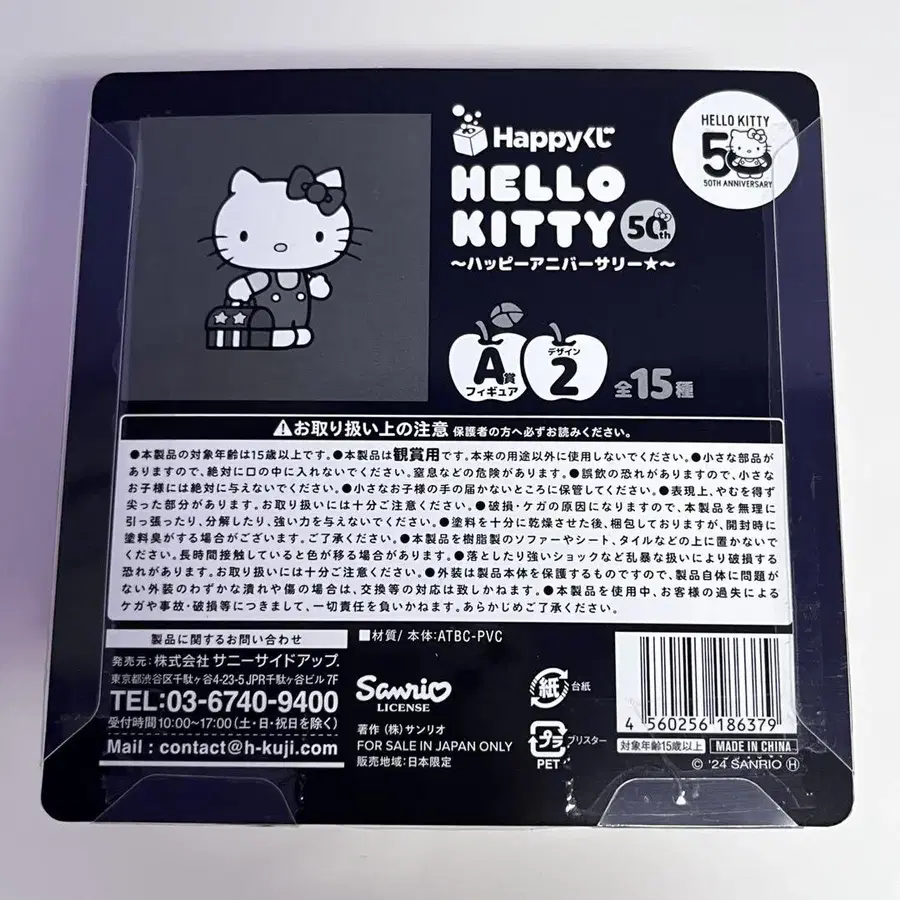 Happyくじ
HELLO
KITTY 50th
～ハッピーアニバーサリー★～
HELLO KITTY
50
50TH ANNIVERSARY
A賞
フィギュア
デザイン
2
全15種
お取り扱い上の注意 保護者の方へ必ずお読みください。
●本製品の対象年齢は15歳以上です。●本製品は観賞用です。本来の用途以外に使用しないでください。●小さな部品が
ありますので、絶対に口の中に入れないでください。窒息などの危険があります。●誤飲の恐れがありますので、小さな
お子様には絶対に与えないでください。●小さなお子様の手の届かないところに保管してください。●表現上、やむを得ず
尖った部分があります。お取り扱いには十分ご注意ください。●破損・ケガの原因になりますので、本製品を無理に
引っ張ったり、分解したり、強い力を与えないでください。●塗料を十分に乾燥させた後、梱包しておりますが、開封時に
塗料臭がする場合がございます。ご了承ください。●本製品を樹脂製のソファーやシート、タイルなどの上に置かないでく
ださい。長時間接触していると色が移る場合があります。●落としたり強いショックなど乱暴な扱いにより破損する
恐れがあります。お取り扱いには十分ご注意ください。●外装は製品本体を保護するものですので、製品自体に問題が
ない外装のわずかな潰れや傷の場合は、交換等の対応は致しかねます。●本製品を使用中、お客様の過失による
ケガや事故・破損等につきまして、一切責任を負いかねます。あらかじめご了承ください。
製品に関するお問い合わせ
発売元：株式会社 サニーサイドアップ
東京都渋谷区千駄ヶ谷4-23-5 JPR千駄ヶ谷ビル 7F
TEL:03-6740-9400
受付時間10:00〜17:00(土・日・祝日を除く)
Mail : contact@h-kuji.com
■材質/ 本体:ATBC-PVC
Sanrio
LICENSE
著作（株）サンリオ
FOR SALE IN JAPAN ONLY
販売地域：日本限定
紙 台紙
プラ ブリスター
PET
4 560256 186379
対象年齢15歳以上
MADE IN CHINA
© '24 SANRIO Ⓗ